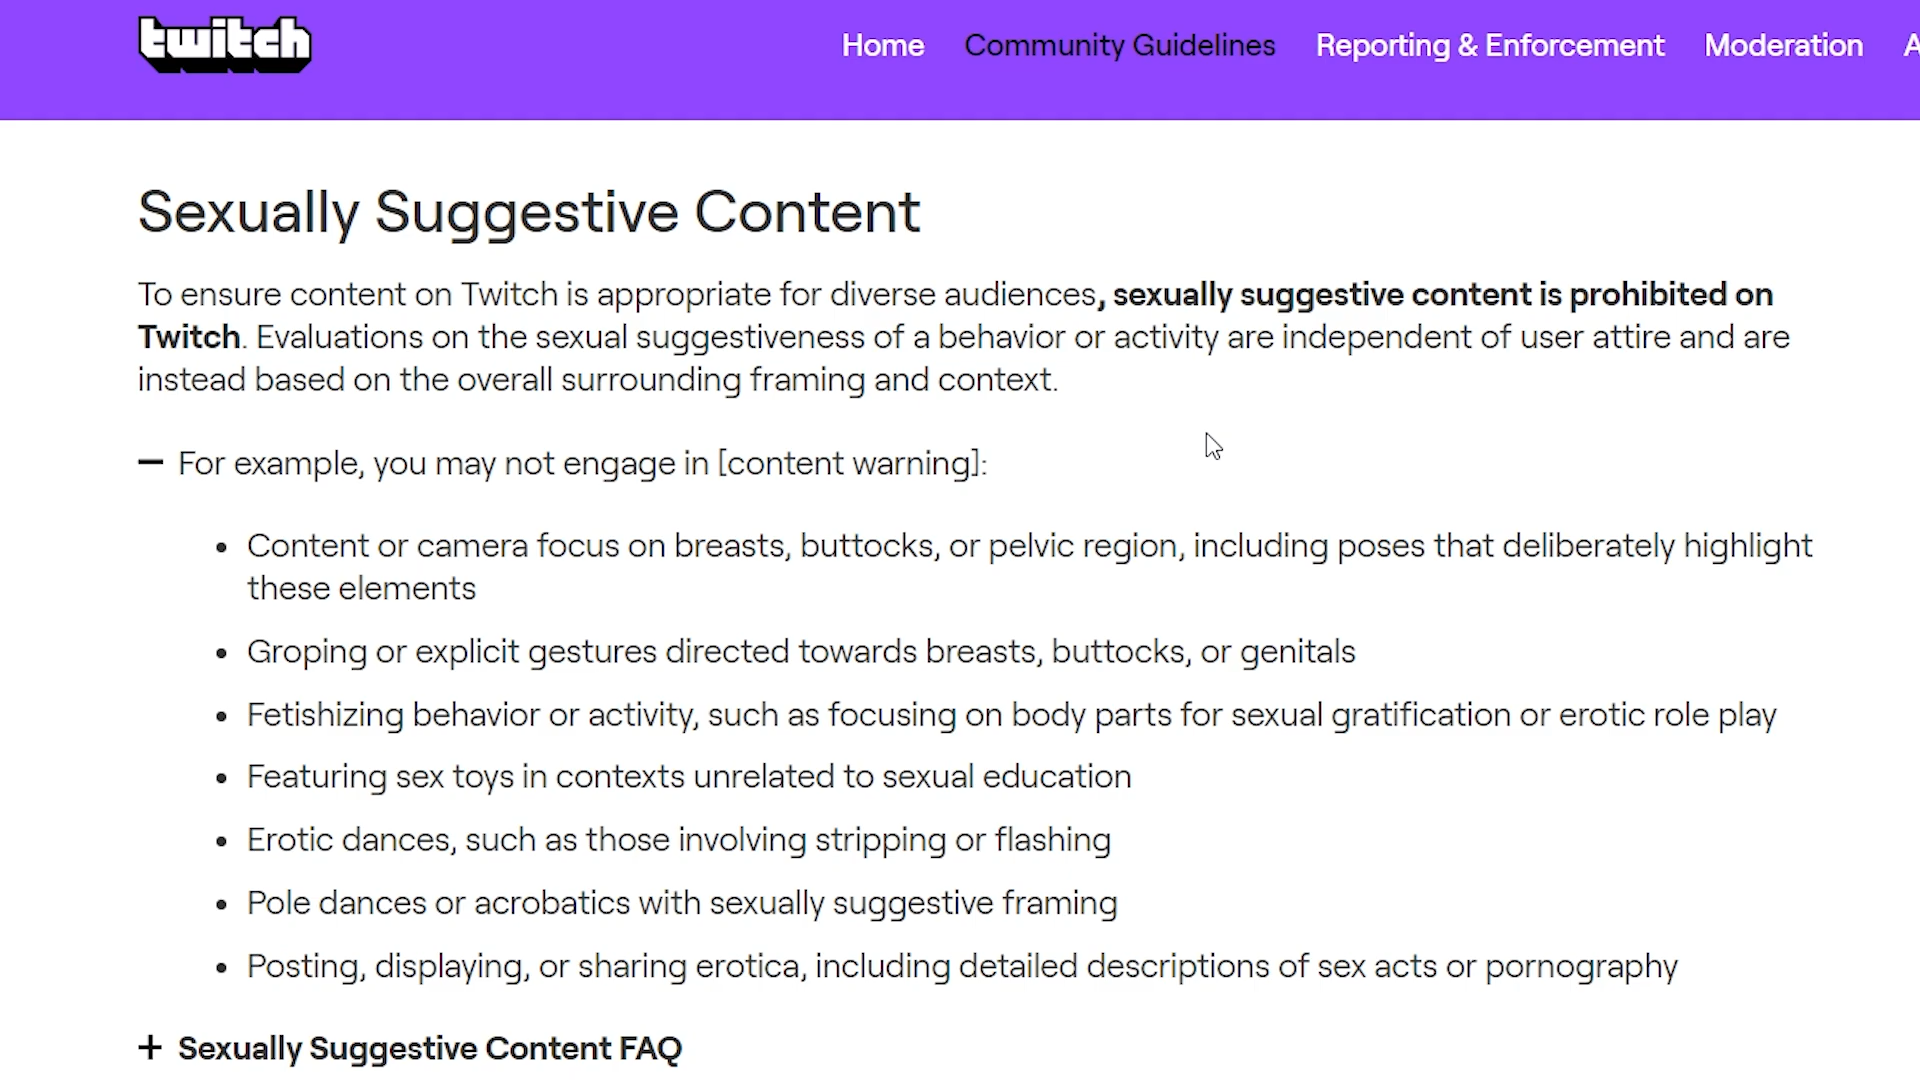 twitch
Home Community Guidelines Reporting & Enforcement Moderation A
Sexually Suggestive Content
To ensure content on Twitch is appropriate for diverse audiences, sexually suggestive content is prohibited on
Twitch. Evaluations on the sexual suggestiveness of a behavior or activity are independent of user attire and are
instead based on the overall surrounding framing and context.
For example, you may not engage in [content warning]:
Content or camera focus on breasts, buttocks, or pelvic region, including poses that deliberately highlight
these elements
Groping or explicit gestures directed towards breasts, buttocks, or genitals
Fetishizing behavior or activity, such as focusing on body parts for sexual gratification or erotic role play
Featuring sex toys in contexts unrelated to sexual education
Erotic dances, such as those involving stripping or flashing
Pole dances or acrobatics with sexually suggestive framing
Posting, displaying, or sharing erotica, including detailed descriptions of sex acts or pornography
Sexually Suggestive Content FAQ